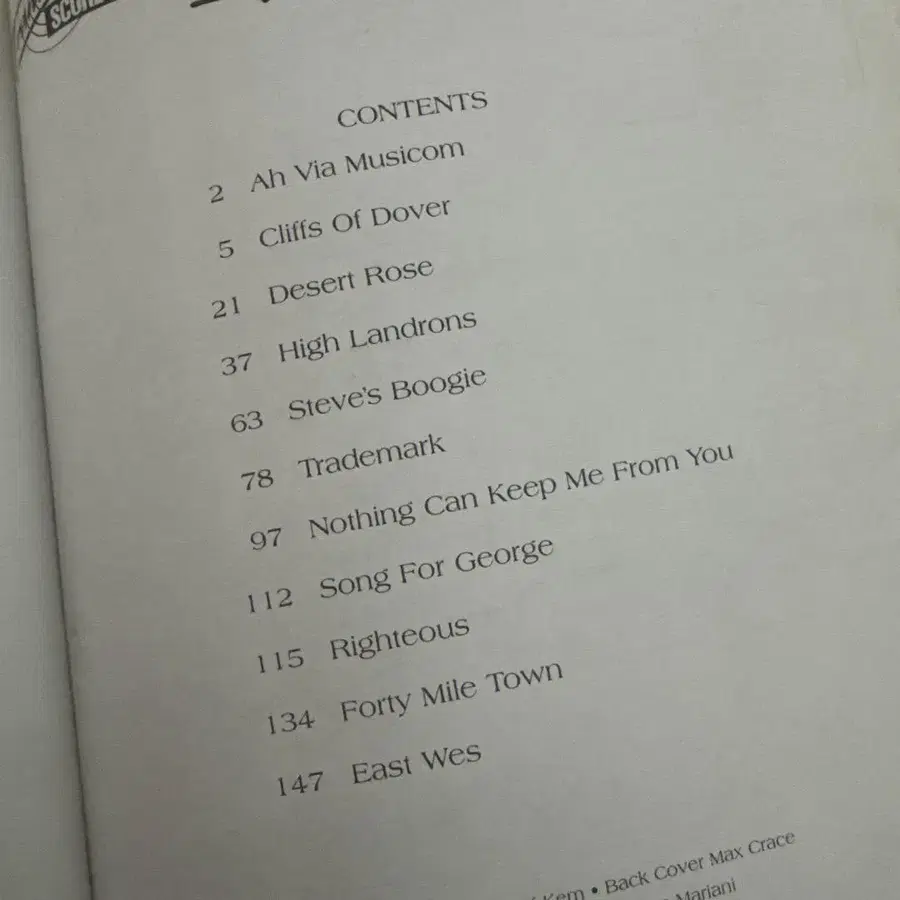 CONTENTS
2 Ah Via Musicom
5 Cliffs Of Dover
21 Desert Rose
37 High Landrons
63 Steve's Boogie
78 Trademark
97 Nothing Can Keep Me From You
112 Song For George
115 Righteous
134 Forty Mile Town
147 East Wes
• Back Cover Max Crace
Mariani